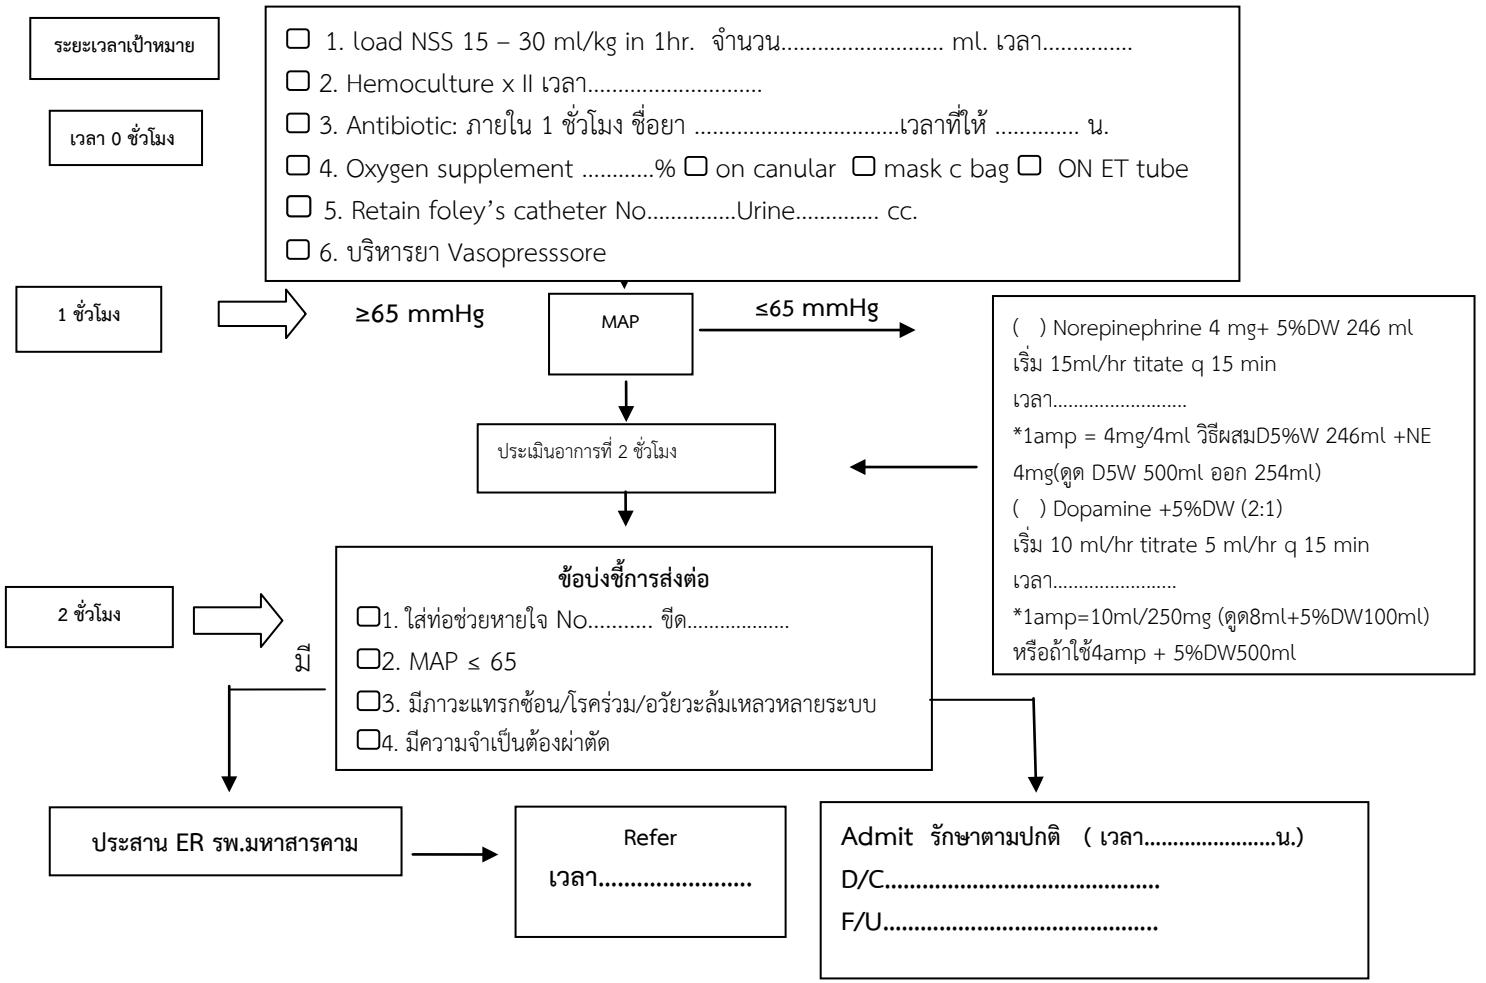 ระยะเวลาเป้าหมาย
เวลา 0 ชั่วโมง
1. load NSS 15 – 30 ml/kg in 1hr. จำนวน.......................... ml. เวลา...............
2. Hemoculture x II เวลา............................
3. Antibiotic: ภายใน 1 ชั่วโมง ชื่อยา .................................เวลาที่ให้ ............. น.
4. Oxygen supplement ............% on canular mask c bag ON ET tube
5. Retain foley’s catheter No..............Urine............. cc.
6. บริหารยา Vasopresssore
1 ชั่วโมง
≥65 mmHg
MAP
≤65 mmHg
( ) Norepinephrine 4 mg+ 5%DW 246 ml
เริ่ม 15ml/hr titate q 15 min
เวลา..........................
*1amp = 4mg/4ml วิธีผสมD5%W 246ml +NE
4mg(ดูด D5W 500ml ออก 254ml)
( ) Dopamine +5%DW (2:1)
เริ่ม 10 ml/hr titrate 5 ml/hr q 15 min
เวลา........................
*1amp=10ml/250mg (ดูด8ml+5%DW100ml)
หรือถ้าใช้4amp + 5%DW500ml
ประเมินอาการที่ 2 ชั่วโมง
2 ชั่วโมง
มี
ข้อบ่งชี้การส่งต่อ
1. ใส่ท่อช่วยหายใจ No........... ขีด...................
2. MAP ≤ 65
3. มีภาวะแทรกซ้อน/โรคร่วม/อวัยวะล้มเหลวหลายระบบ
4. มีความจำเป็นต้องผ่าตัด
ประสาน ER รพ.มหาสารคาม
Refer
เวลา........................
Admit รักษาตามปกติ ( เวลา.......................น.)
D/C.............................................
F/U.............................................